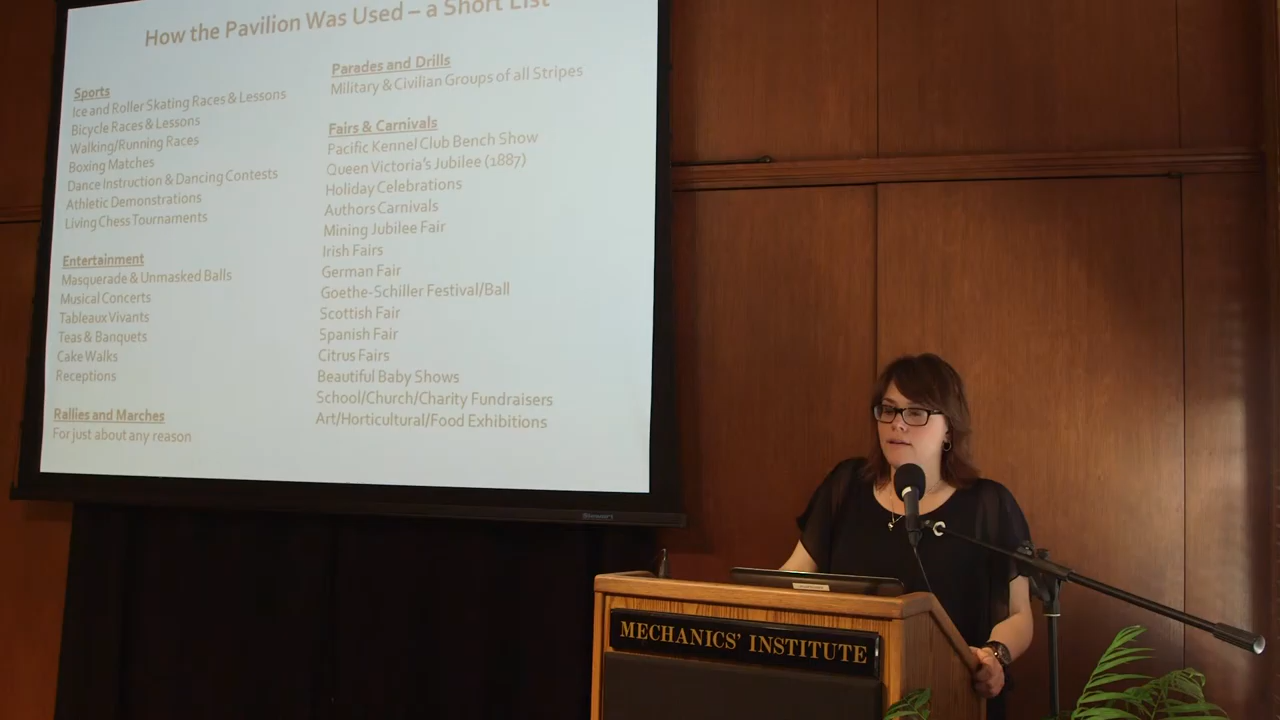 How the Pavilion Was Used – a Short List
Sports
Ice and Roller Skating Races & Lessons
Bicycle Races & Lessons
Walking/Running Races
Boxing Matches
Dance Instruction & Dancing Contests
Athletic Demonstrations
Living Chess Tournaments
Entertainment
Masquerade & Unmasked Balls
Musical Concerts
Tableaux Vivants
Teas & Banquets
Cake Walks
Receptions
Rallies and Marches
For just about any reason
Parades and Drills
Military & Civilian Groups of all Stripes
Fairs & Carnivals
Pacific Kennel Club Bench Show
Queen Victoria's Jubilee (1887)
Holiday Celebrations
Authors Carnivals
Mining Jubilee Fair
Irish Fairs
German Fair
Goethe-Schiller Festival/Ball
Scottish Fair
Spanish Fair
Citrus Fairs
Beautiful Baby Shows
School/Church/Charity Fundraisers
Art/Horticultural/Food Exhibitions
MECHANICS' INSTITUTE